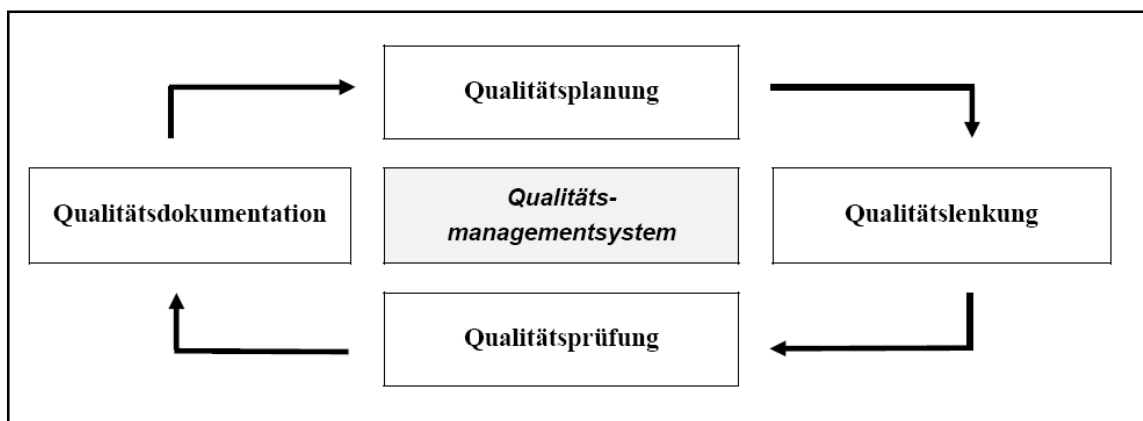 Qualitätsplanung
Qualitätsdokumentation
Qualitäts-
managementsystem
Qualitätslenkung
Qualitätsprüfung